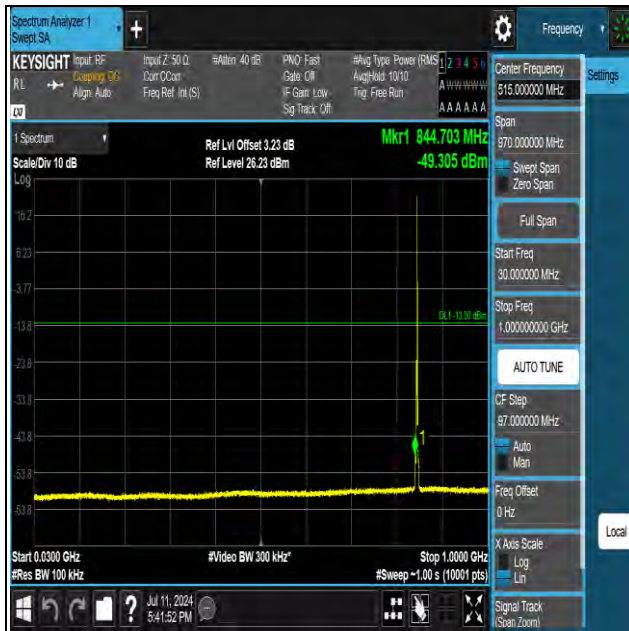 Spectrum Analyzer 1
Swept SA
+
Frequency
KEYSIGHT
RL
Input: RF
Coupling: DC
Align: Auto
Input Z: 50 Ω
Corr CCorr
Freq Ref: Int (S)
#Atten: 40 dB
PNO: Fast
Gate: Off
IF Gain: Low
Sig Track: Off
#Avg Type: Power (RMS
Avg|Hold: 10/10
Trig: Free Run
1 2 3 4 5 6
A W W W W W
A A A A A A
LXI
1 Spectrum
Scale/Div 10 dB
Log
Ref Lvl Offset 3.23 dB
Ref Level 26.23 dBm
Mkr1 844.703 MHz
-49.305 dBm
16.2
6.23
-3.77
-13.8
-23.8
-33.8
-43.8
-53.8
-63.8
DL1 -13.00 dBm
1
Start 0.0300 GHz
#Res BW 100 kHz
#Video BW 300 kHz*
Stop 1.0000 GHz
#Sweep ~1.00 s (10001 pts)
Jul 11, 2024
5:41:52 PM
Center Frequency
515.000000 MHz
Span
970.000000 MHz
Swept Span
Zero Span
Full Span
Start Freq
30.000000 MHz
Stop Freq
1.000000000 GHz
AUTO TUNE
CF Step
97.000000 MHz
Auto
Man
Freq Offset
0 Hz
X Axis Scale
Log
Lin
Signal Track
(Span Zoom)
Settings
Local